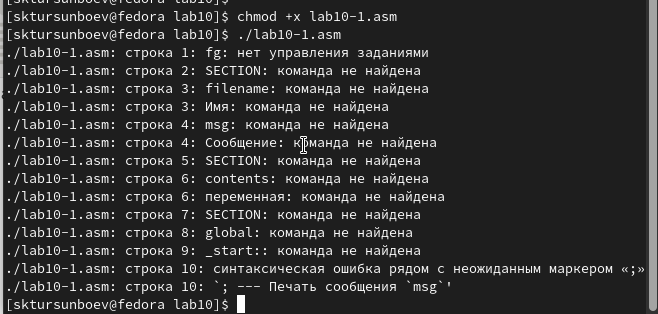 [sktursunboev@fedora lab10]$ chmod +x lab10-1.asm
[sktursunboev@fedora lab10]$ ./lab10-1.asm
./lab10-1.asm: строка 1: fg: нет управления заданиями
./lab10-1.asm: строка 2: SECTION: команда не найдена
./lab10-1.asm: строка 3: filename: команда не найдена
./lab10-1.asm: строка 3: Имя: команда не найдена
./lab10-1.asm: строка 4: msg: команда не найдена
./lab10-1.asm: строка 4: Сообщение: команда не найдена
./lab10-1.asm: строка 5: SECTION: команда не найдена
./lab10-1.asm: строка 6: contents: команда не найдена
./lab10-1.asm: строка 6: переменная: команда не найдена
./lab10-1.asm: строка 7: SECTION: команда не найдена
./lab10-1.asm: строка 8: global: команда не найдена
./lab10-1.asm: строка 9: _start:: команда не найдена
./lab10-1.asm: строка 10: синтаксическая ошибка рядом с неожиданным маркером «;»
./lab10-1.asm: строка 10: `; --- Печать сообщения `msg`'
[sktursunboev@fedora lab10]$